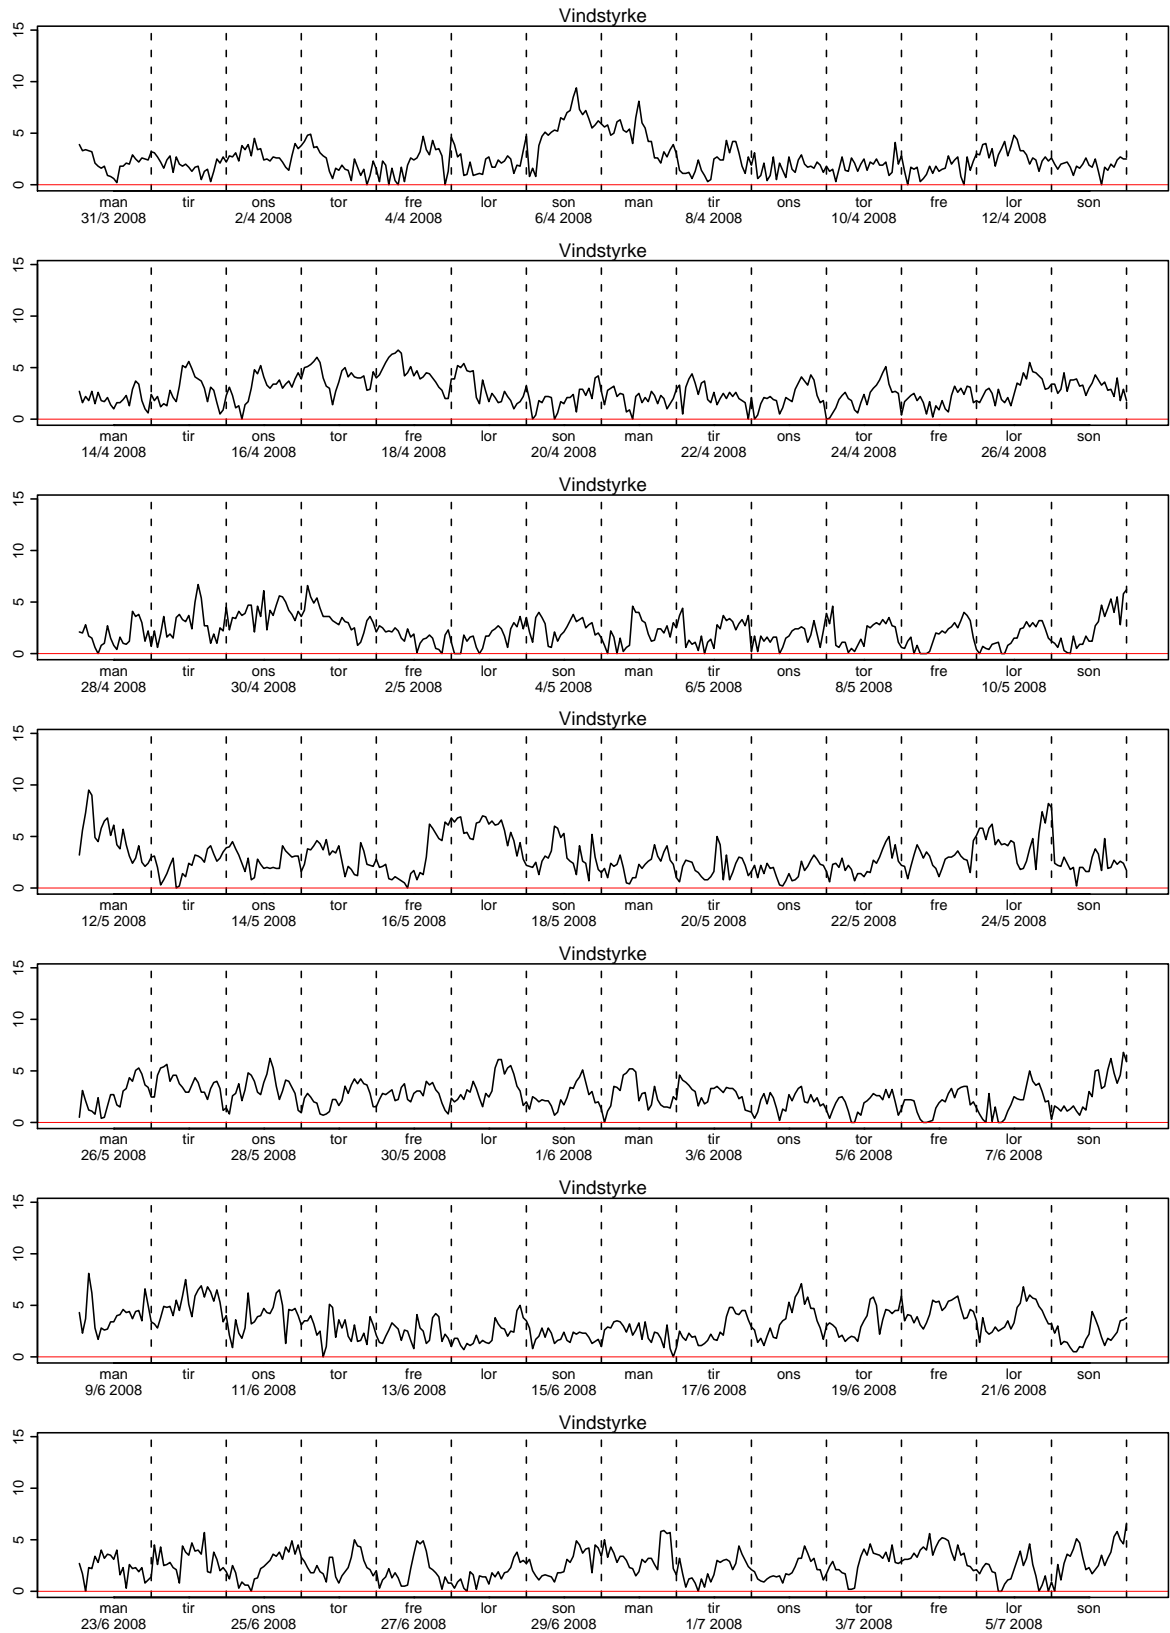 Vindstyrke
15
10
5
0
man tir ons tor fre lor son man tir ons tor fre lor son
31/3 2008 2/4 2008 4/4 2008 6/4 2008 8/4 2008 10/4 2008 12/4 2008
Vindstyrke
15
10
5
0
man tir ons tor fre lor son man tir ons tor fre lor son
14/4 2008 16/4 2008 18/4 2008 20/4 2008 22/4 2008 24/4 2008 26/4 2008
Vindstyrke
15
10
5
0
man tir ons tor fre lor son man tir ons tor fre lor son
28/4 2008 30/4 2008 2/5 2008 4/5 2008 6/5 2008 8/5 2008 10/5 2008
Vindstyrke
15
10
5
0
man tir ons tor fre lor son man tir ons tor fre lor son
12/5 2008 14/5 2008 16/5 2008 18/5 2008 20/5 2008 22/5 2008 24/5 2008
Vindstyrke
15
10
5
0
man tir ons tor fre lor son man tir ons tor fre lor son
26/5 2008 28/5 2008 30/5 2008 1/6 2008 3/6 2008 5/6 2008 7/6 2008
Vindstyrke
15
10
5
0
man tir ons tor fre lor son man tir ons tor fre lor son
9/6 2008 11/6 2008 13/6 2008 15/6 2008 17/6 2008 19/6 2008 21/6 2008
Vindstyrke
15
10
5
0
man tir ons tor fre lor son man tir ons tor fre lor son
23/6 2008 25/6 2008 27/6 2008 29/6 2008 1/7 2008 3/7 2008 5/7 2008